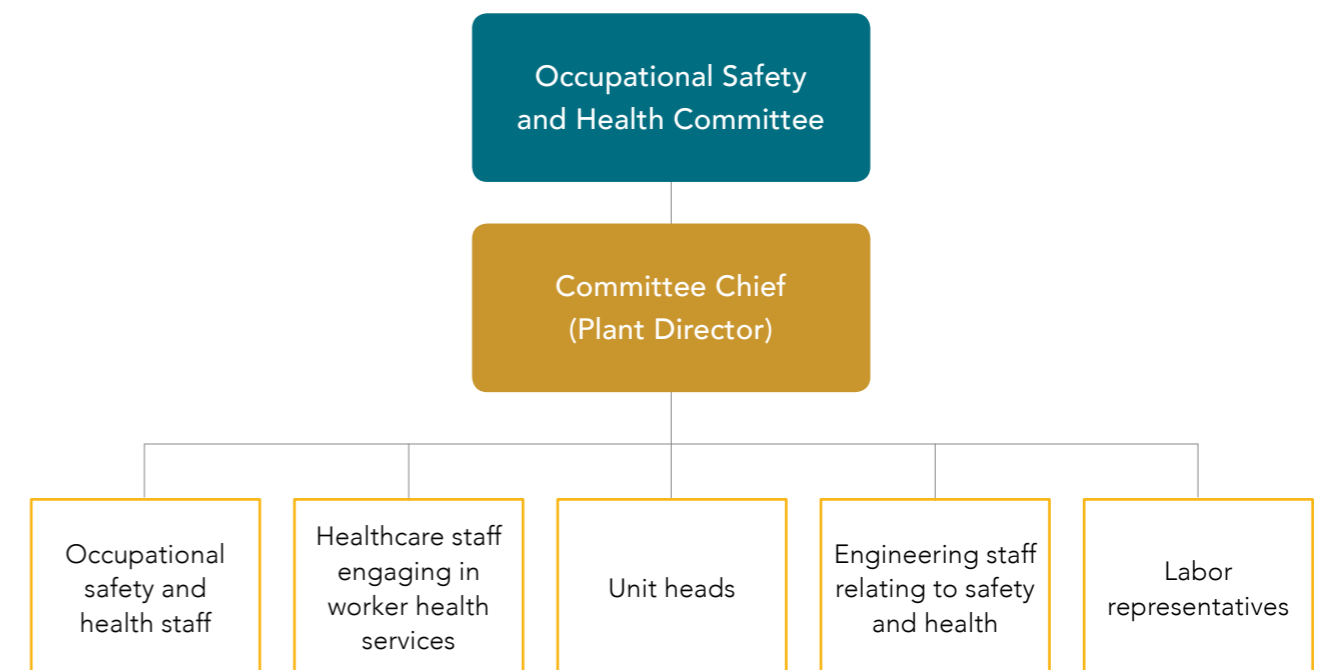 Occupational Safety
and Health Committee
Committee Chief
(Plant Director)
Occupational
safety and
health staff
Healthcare staff
engaging in
worker health
services
Unit heads
Engineering staff
relating to safety
and health
Labor
representatives